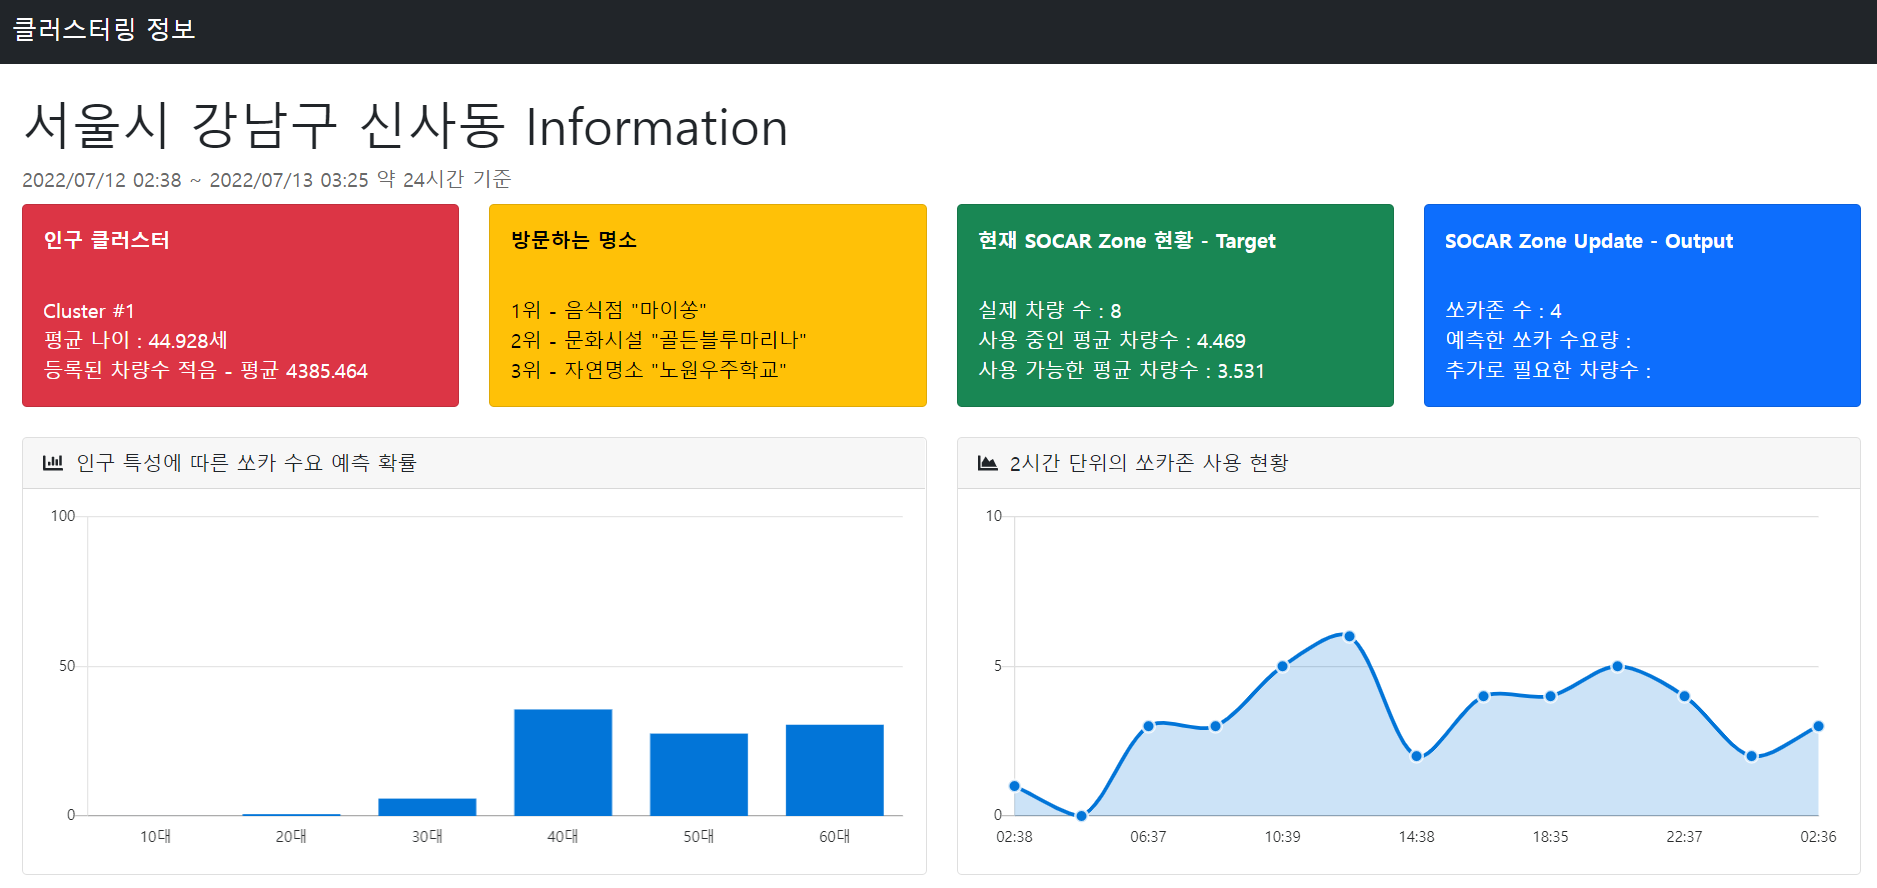 클러스터링 정보
서울시 강남구 신사동 Information
2022/07/12 02:38 ~ 2022/07/13 03:25 약 24시간 기준
인구 클러스터
Cluster #1
평균 나이 : 44.928세
등록된 차량수 적음 - 평균 4385.464
방문하는 명소
1위 - 음식점 "마이쏭"
2위 - 문화시설 "골든블루마리나"
3위 - 자연명소 "노원우주학교"
현재 SOCAR Zone 현황 - Target
실제 차량 수 : 8
사용 중인 평균 차량수 : 4.469
사용 가능한 평균 차량수 : 3.531
SOCAR Zone Update - Output
쏘카존 수 : 4
예측한 쏘카 수요량 :
추가로 필요한 차량수 :
인구 특성에 따른 쏘카 수요 예측 확률
100
50
0
10대 20대 30대 40대 50대 60대
2시간 단위의 쏘카존 사용 현황
10
5
0
02:38 06:37 10:39 14:38 18:35 22:37 02:36